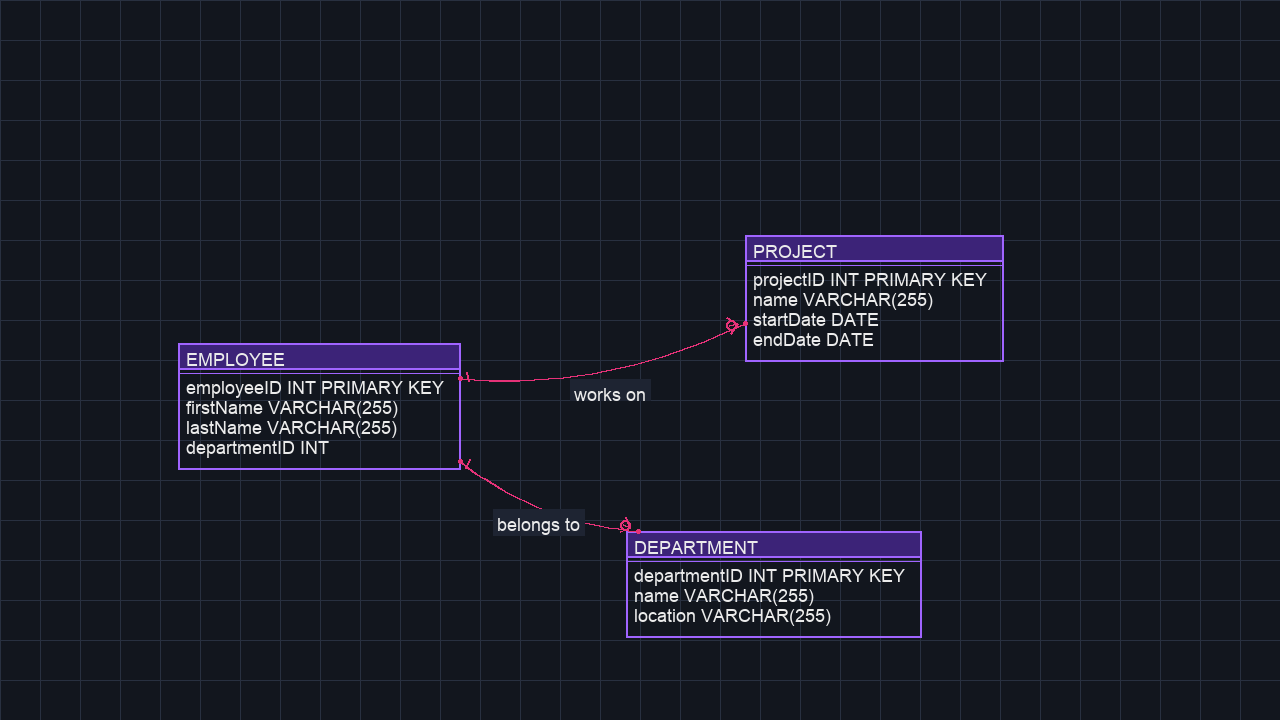 PROJECT
projectID INT PRIMARY KEY
name VARCHAR(255)
startDate DATE
endDate DATE
EMPLOYEE
employeeID INT PRIMARY KEY
firstName VARCHAR(255)
lastName VARCHAR(255)
departmentID INT
works on
belongs to
DEPARTMENT
departmentID INT PRIMARY KEY
name VARCHAR(255)
location VARCHAR(255)